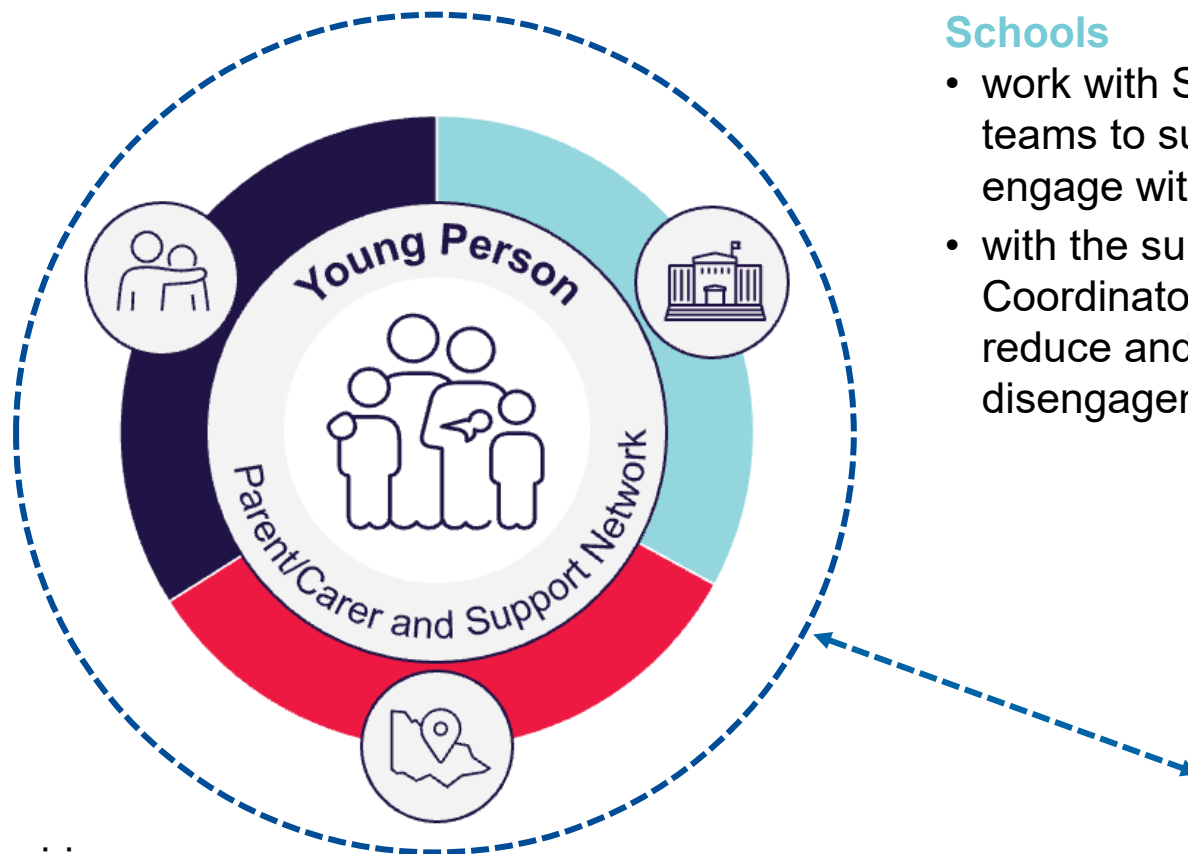 Schools
• work with S
teams to su
engage wit
• with the su
Coordinato
reduce and
disengage
Young Person
Parent/Carer and Support Network